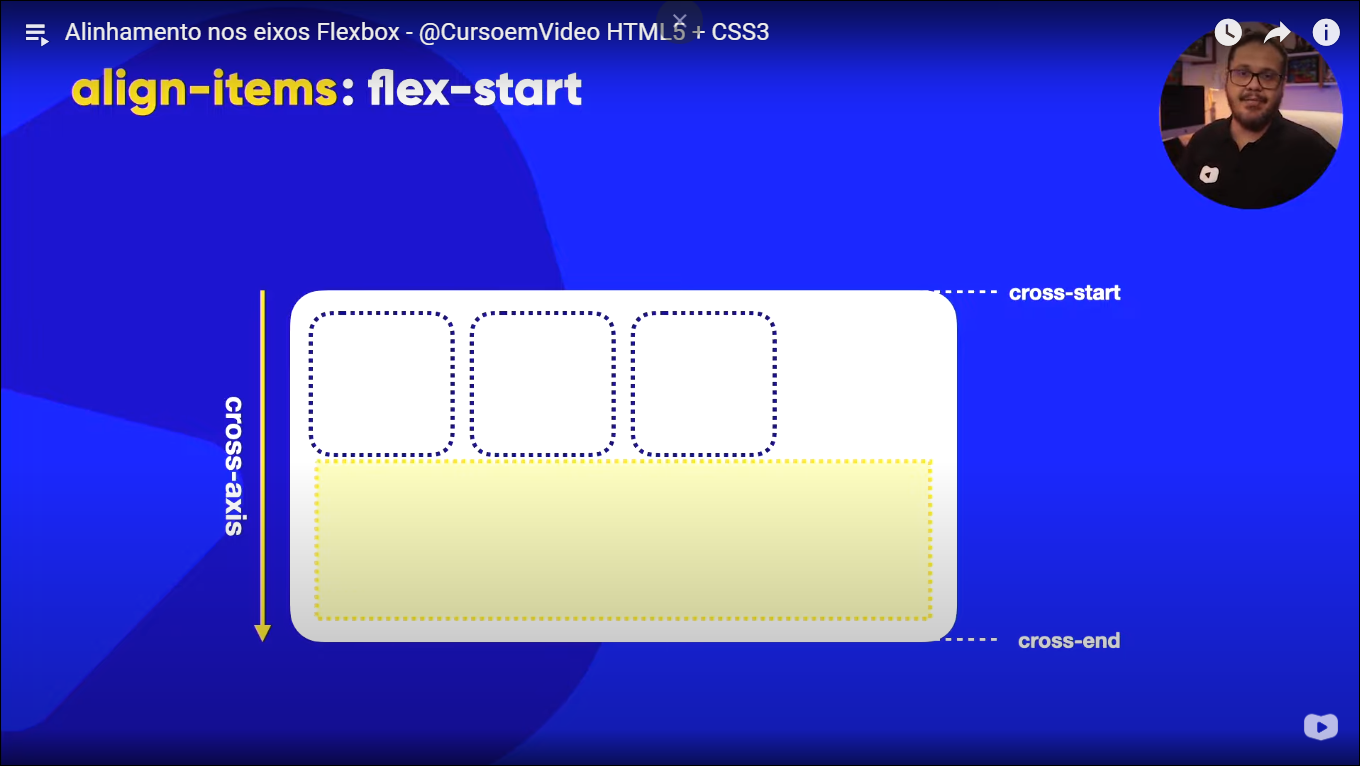 Alinhamento nos eixos Flexbox - @CursoemVideo HTML5 + CSS3
align-items: flex-start
cross-start
cross-axis
cross-end